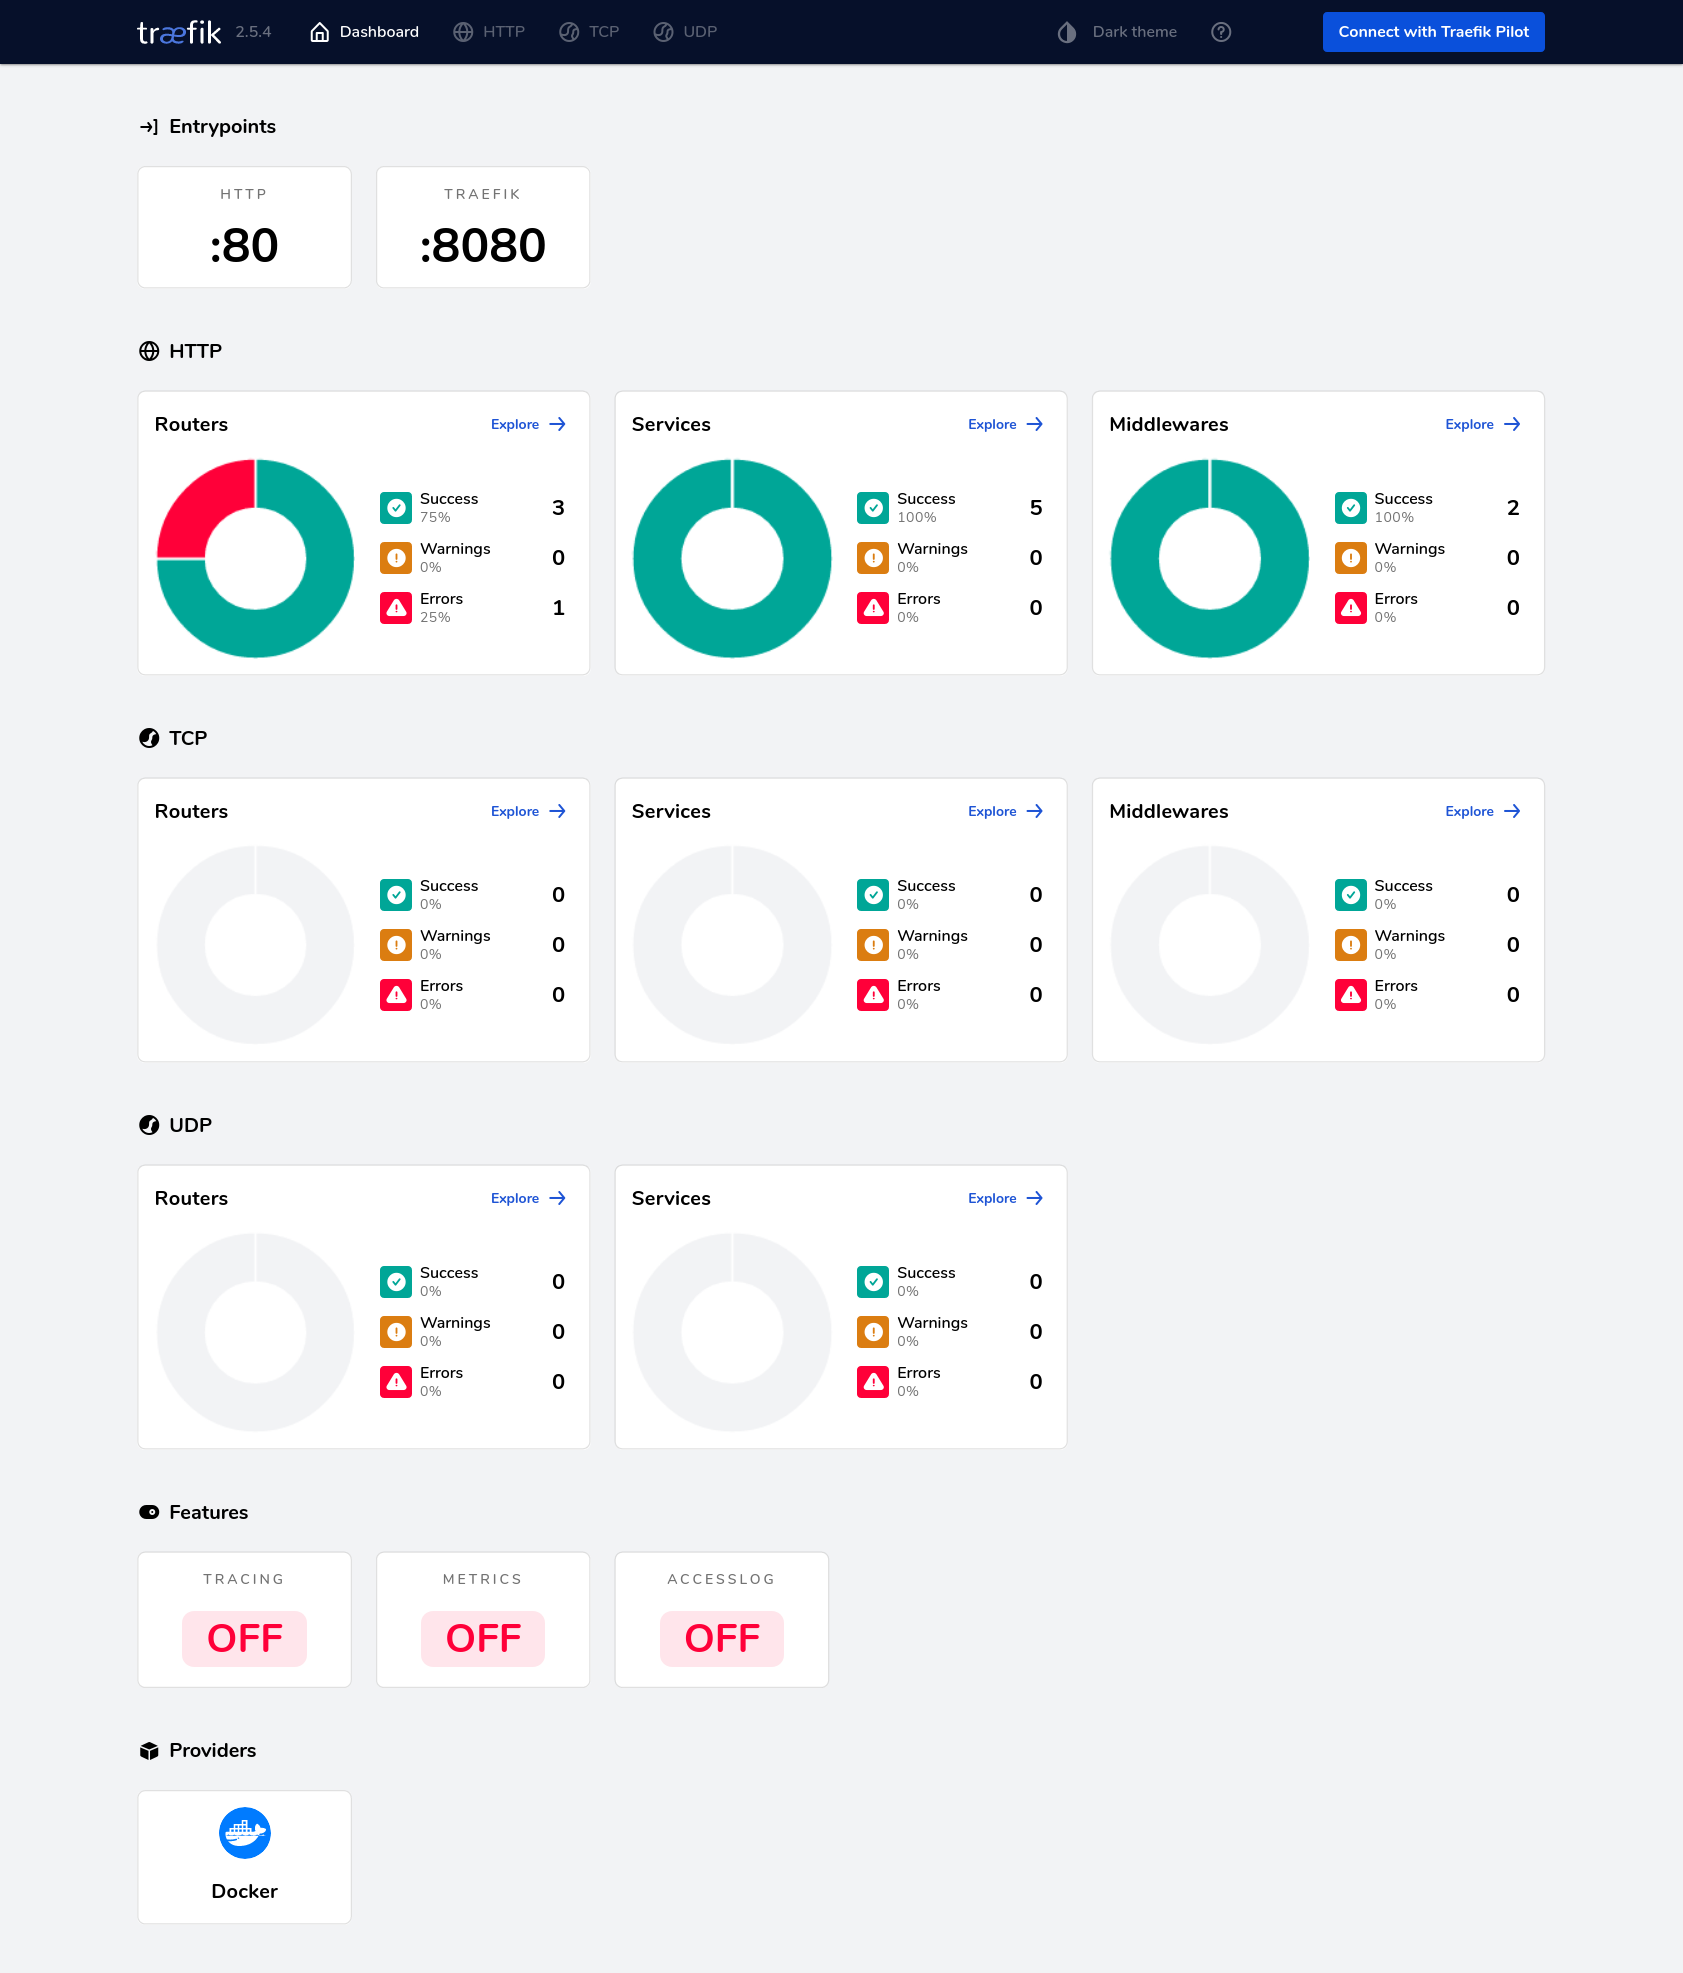 træfik 2.5.4 Dashboard HTTP TCP UDP Dark theme Connect with Traefik Pilot
Entrypoints
HTTP
:80
TRAEFIK
:8080
HTTP
Routers Explore
Success 3
75%
Warnings 0
0%
Errors 1
25%
Services Explore
Success 5
100%
Warnings 0
0%
Errors 0
0%
Middlewares Explore
Success 2
100%
Warnings 0
0%
Errors 0
0%
TCP
Routers Explore
Success 0
0%
Warnings 0
0%
Errors 0
0%
Services Explore
Success 0
0%
Warnings 0
0%
Errors 0
0%
Middlewares Explore
Success 0
0%
Warnings 0
0%
Errors 0
0%
UDP
Routers Explore
Success 0
0%
Warnings 0
0%
Errors 0
0%
Services Explore
Success 0
0%
Warnings 0
0%
Errors 0
0%
Features
TRACING
OFF
METRICS
OFF
ACCESSLOG
OFF
Providers
Docker